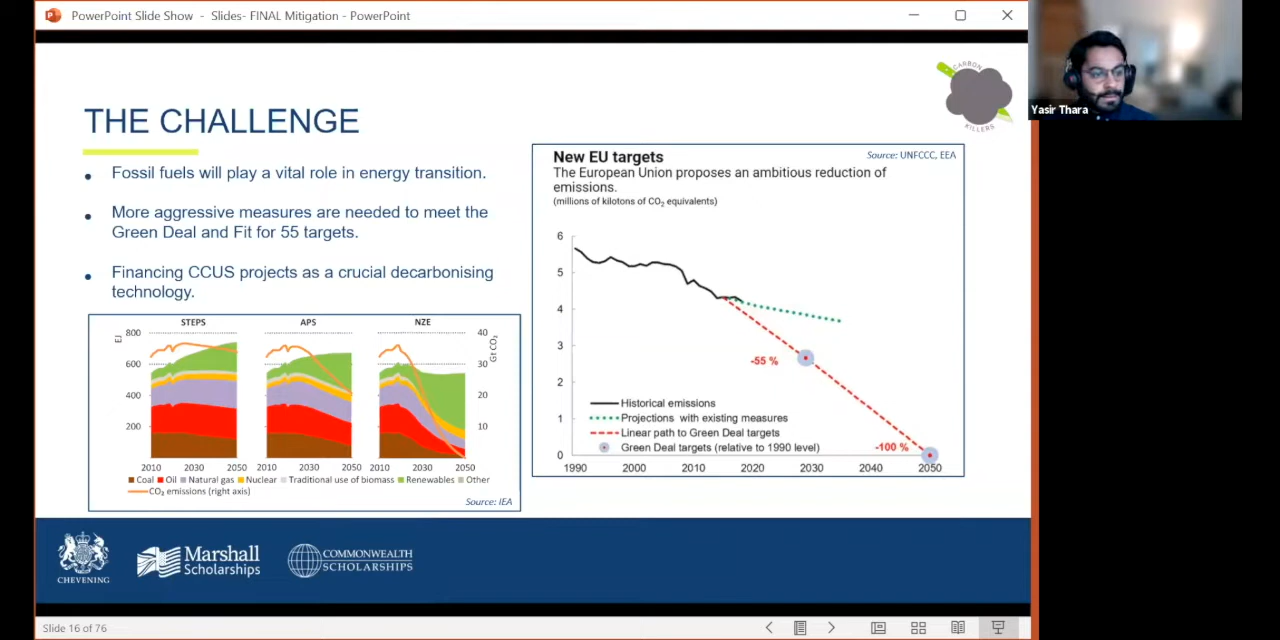 PowerPoint Slide Show - Slides- FINAL Mitigation - PowerPoint
Yasir Thara
CARBON
KILLERS
THE CHALLENGE
Fossil fuels will play a vital role in energy transition.
More aggressive measures are needed to meet the
Green Deal and Fit for 55 targets.
Financing CCUS projects as a crucial decarbonising
technology.
New EU targets
Source: UNFCCC, EEA
The European Union proposes an ambitious reduction of
emissions.
(millions of kilotons of CO₂ equivalents)
6
5
4
3
2
1
0
-55 %
-100 %
Historical emissions
Projections with existing measures
Linear path to Green Deal targets
Green Deal targets (relative to 1990 level)
1990 2000 2010 2020 2030 2040 2050
STEPS APS NZE
EJ
800
600
400
200
40
30
20
10
Gt CO₂
2010 2030 2050 2010 2030 2050 2010 2030 2050
Coal Oil Natural gas Nuclear Traditional use of biomass Renewables Other
CO₂ emissions (right axis)
Source: IEA
CHEVENING
Marshall
Scholarships
COMMONWEALTH
SCHOLARSHIPS
Slide 16 of 76